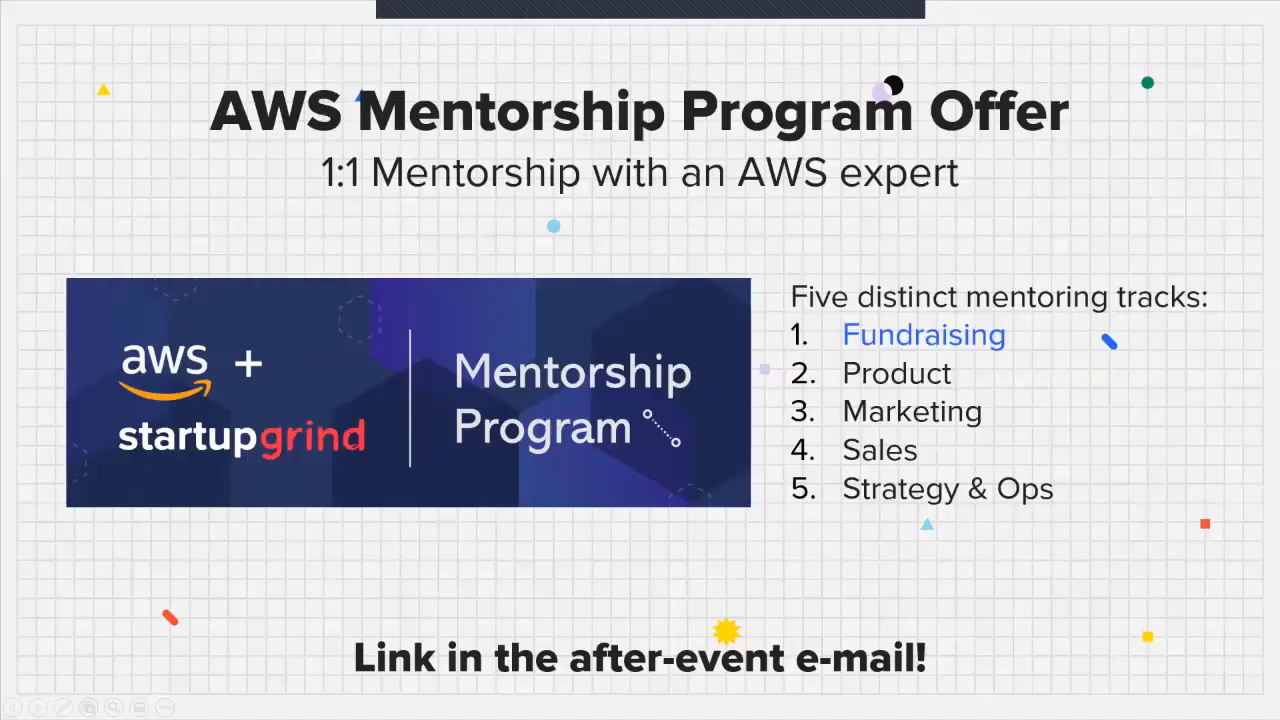 AWS Mentorship Program Offer
1:1 Mentorship with an AWS expert
aws +
startupgrind
Mentorship
Program
Five distinct mentoring tracks:
1. Fundraising
2. Product
3. Marketing
4. Sales
5. Strategy & Ops
Link in the after-event e-mail!